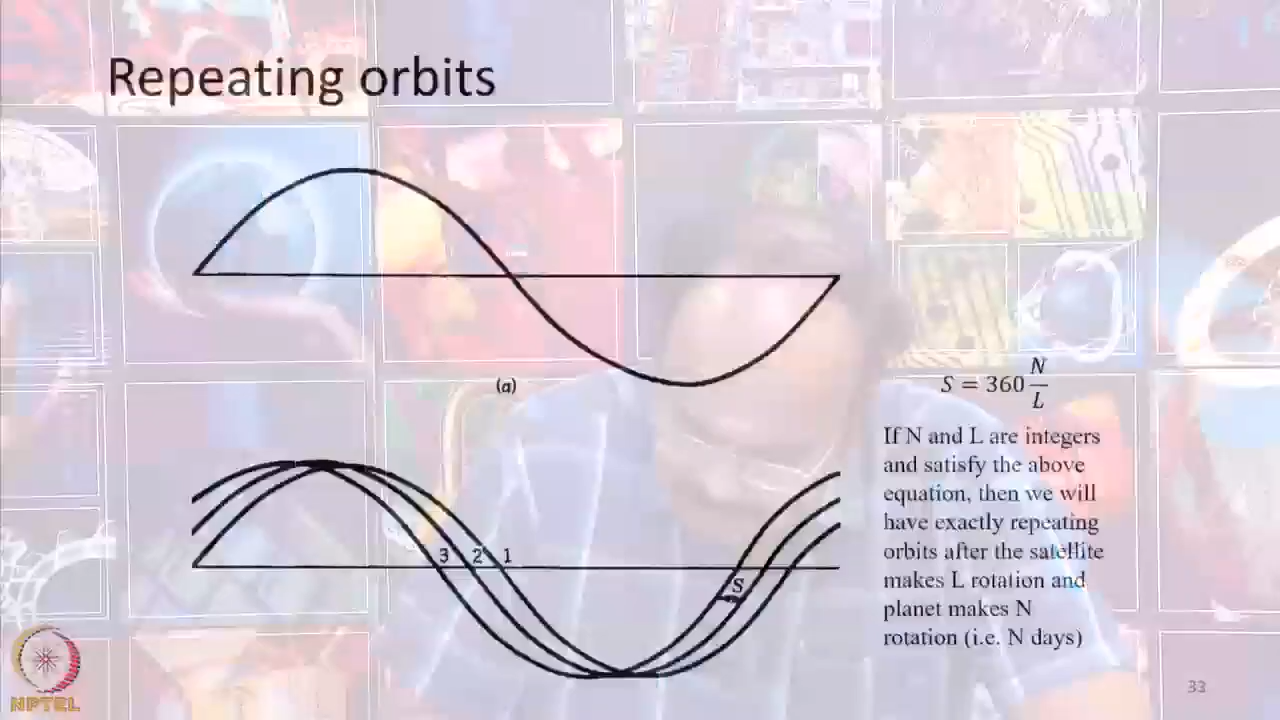 Repeating orbits
(a)
S = 360 N/L
If N and L are integers
and satisfy the above
equation, then we will
have exactly repeating
orbits after the satellite
makes L rotation and
planet makes N
rotation (i.e. N days)
3 2 1
S
NPTEL
33